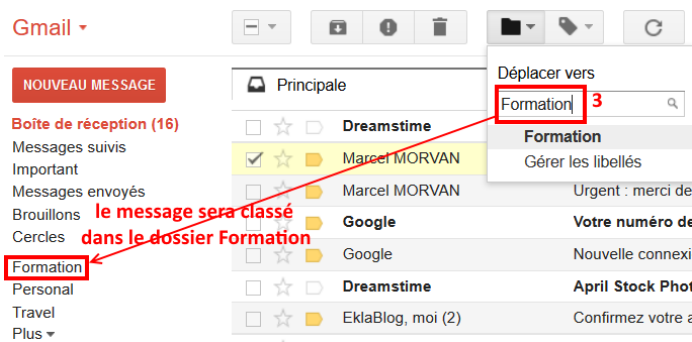 Gmail
NOUVEAU MESSAGE
Boîte de réception (16)
Messages suivis
Important
Messages envoyés
Brouillons
Cercles
Formation
Personal
Travel
Plus
le message sera classé
dans le dossier Formation
Principale
Déplacer vers
Formation
3
Formation
Gérer les libellés
Dreamstime
Marcel MORVAN
Marcel MORVAN Urgent : merci de
Google Votre numéro de
Google Nouvelle connexi
Dreamstime April Stock Phot
EklaBlog, moi (2) Confirmez votre a